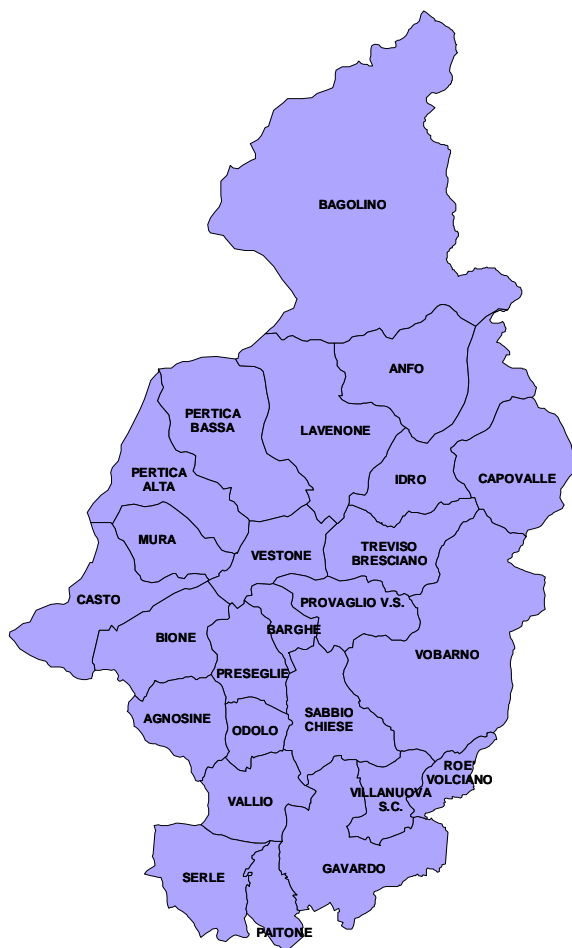 BAGOLINO
ANFO
PERTICA
BASSA
LAVENONE
PERTICA
ALTA
IDRO
CAPOVALLE
MURA
VESTONE
TREVISO
BRESCIANO
CASTO
PROVAGLIO V.S.
BARGHE
BIONE
VOBARNO
PRESEGLIE
AGNOSINE
ODOLO
SABBIO
CHIESE
ROE'
VOLCIANO
VALLIO
VILLANUOVA
S.C.
SERLE
GAVARDO
PAITONE